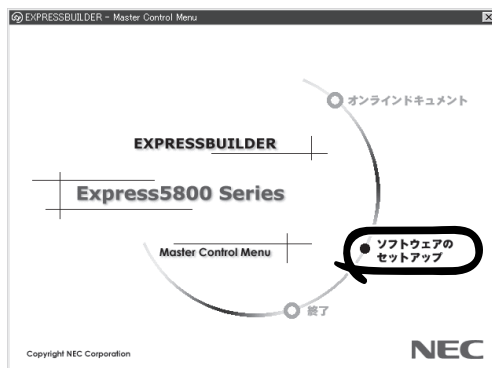 EXPRESSBUILDER - Master Control Menu
オンラインドキュメント
EXPRESSBUILDER
Express5800 Series
Master Control Menu
ソフトウェアの
セットアップ
終了
Copyright NEC Corporation
NEC